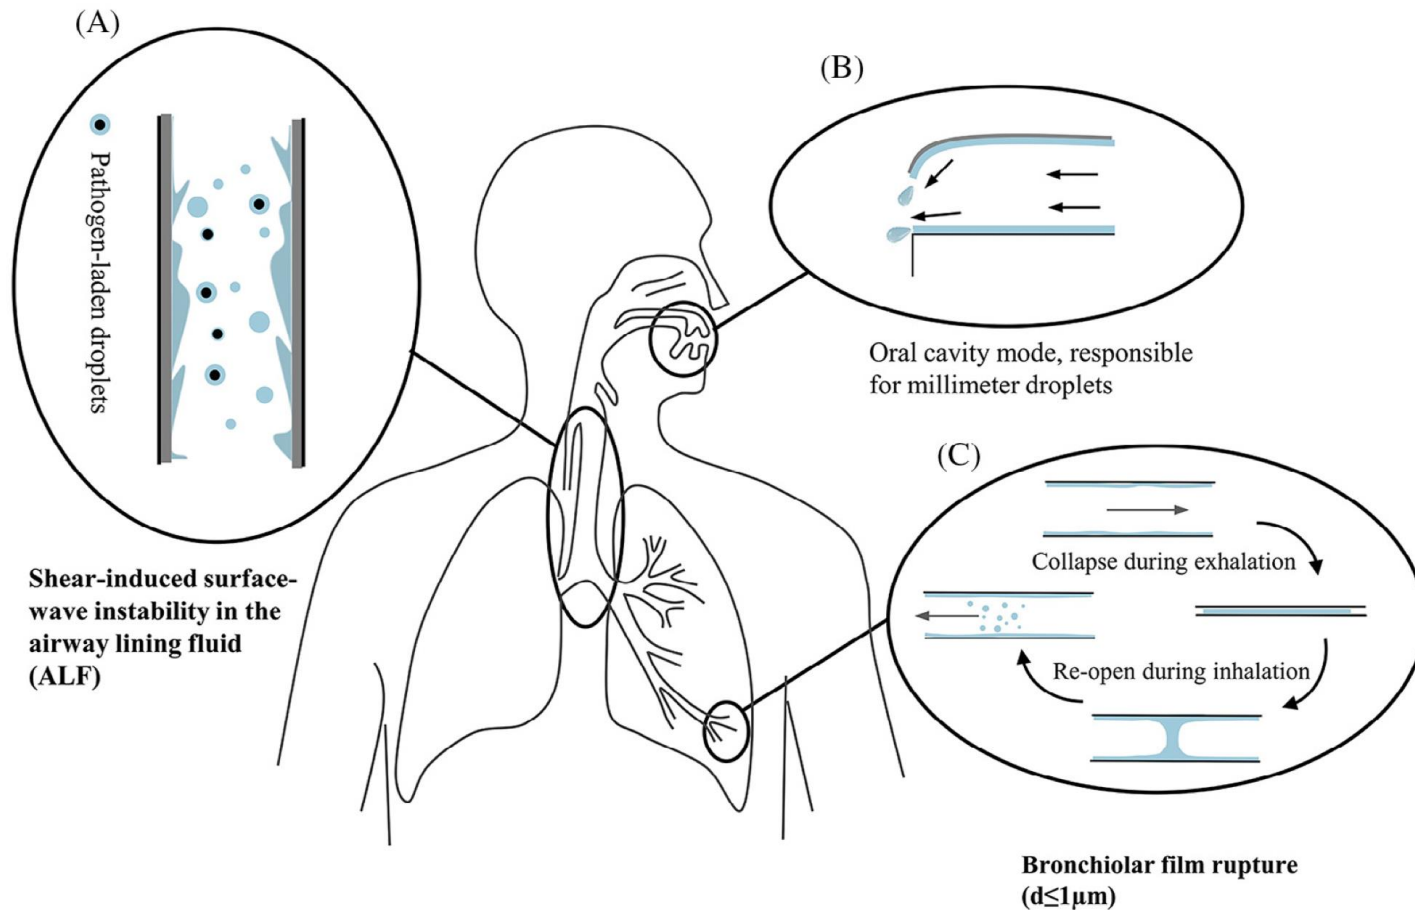 (A)
Pathogen-laden droplets
Shear-induced surface-
wave instability in the
airway lining fluid
(ALF)
(B)
Oral cavity mode, responsible
for millimeter droplets
(C)
Collapse during exhalation
Re-open during inhalation
Bronchiolar film rupture
(d≤1μm)